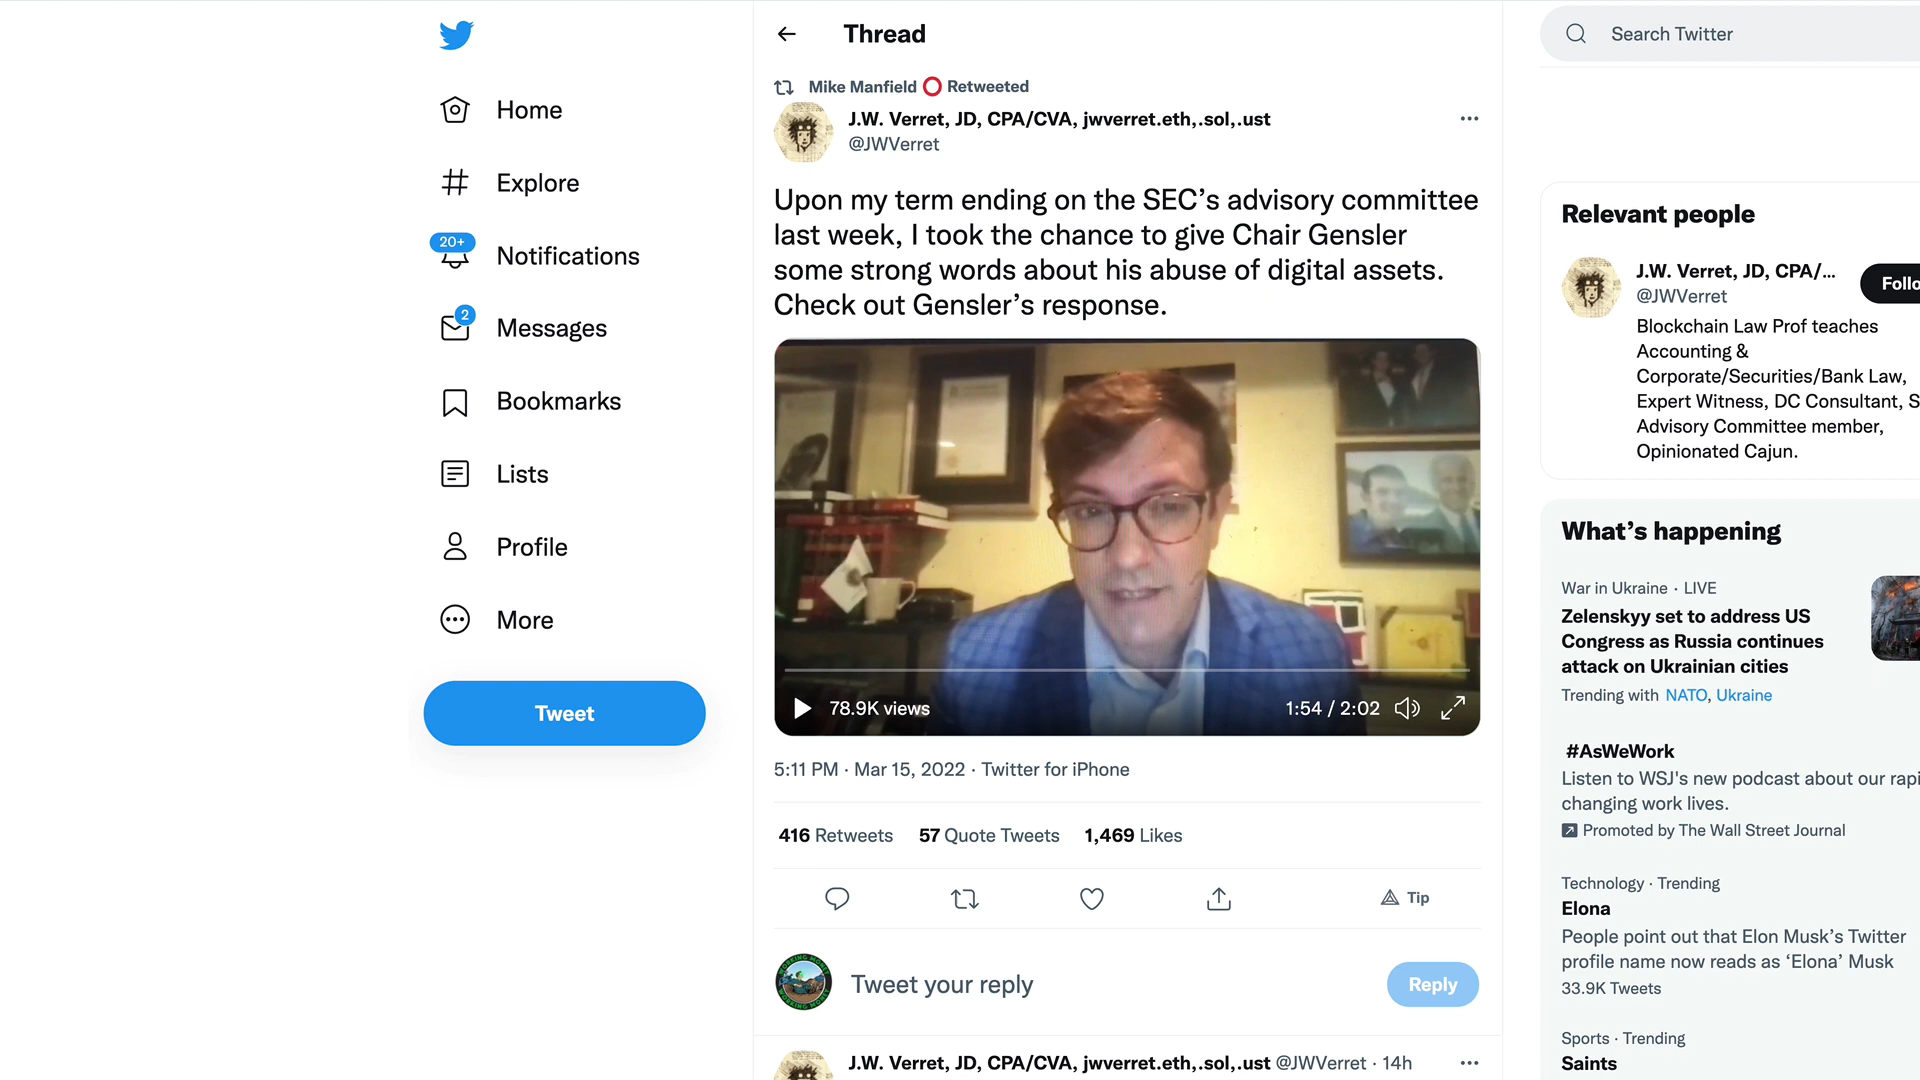 Home
Explore
20+
Notifications
2
Messages
Bookmarks
Lists
Profile
More
Tweet
Thread
Mike Manfield ⭕ Retweeted
J.W. Verret, JD, CPA/CVA, jwverret.eth,.sol,.ust
@JWVerret
Upon my term ending on the SEC’s advisory committee
last week, I took the chance to give Chair Gensler
some strong words about his abuse of digital assets.
Check out Gensler’s response.
78.9K views
1:54 / 2:02
5:11 PM · Mar 15, 2022 · Twitter for iPhone
416 Retweets 57 Quote Tweets 1,469 Likes
Tip
WORKING MONEY
WORKING MONEY
Tweet your reply
Reply
J.W. Verret, JD, CPA/CVA, jwverret.eth,.sol,.ust @JWVerret · 14h
Search Twitter
Relevant people
J.W. Verret, JD, CPA/...
@JWVerret
Follo
Blockchain Law Prof teaches
Accounting &
Corporate/Securities/Bank Law,
Expert Witness, DC Consultant, S
Advisory Committee member,
Opinionated Cajun.
What’s happening
War in Ukraine · LIVE
Zelenskyy set to address US
Congress as Russia continues
attack on Ukrainian cities
Trending with NATO, Ukraine
#AsWeWork
Listen to WSJ's new podcast about our rapi
changing work lives.
Promoted by The Wall Street Journal
Technology · Trending
Elona
People point out that Elon Musk’s Twitter
profile name now reads as ‘Elona’ Musk
33.9K Tweets
Sports · Trending
Saints